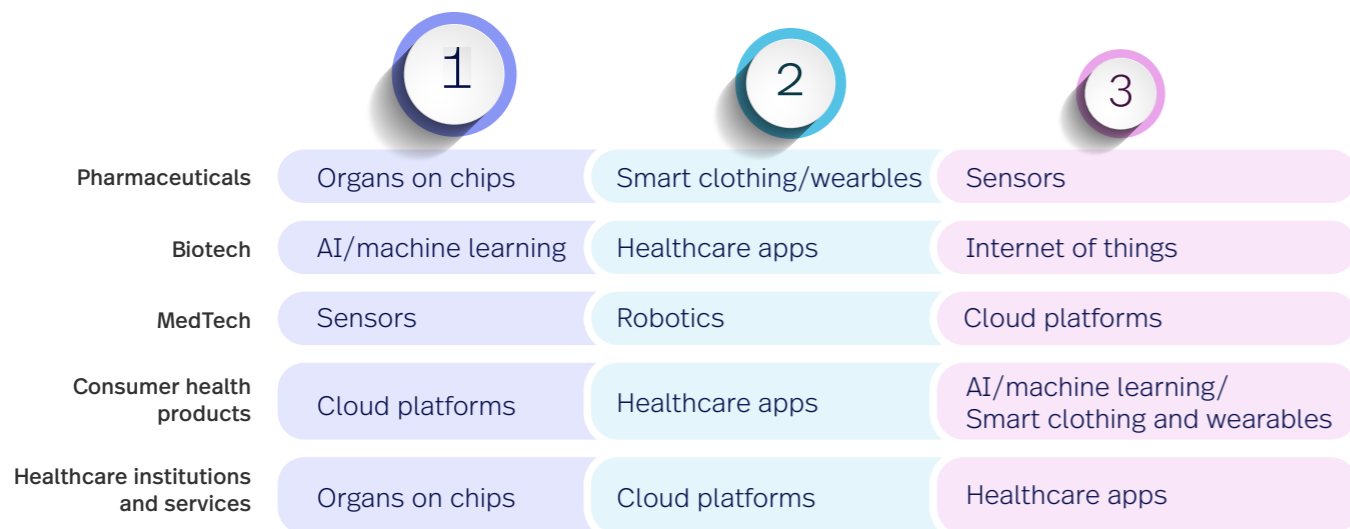 1
2
3
Pharmaceuticals
Organs on chips
Smart clothing/wearbles
Sensors
Biotech
AI/machine learning
Healthcare apps
Internet of things
MedTech
Sensors
Robotics
Cloud platforms
Consumer health
products
Cloud platforms
Healthcare apps
AI/machine learning/
Smart clothing and wearables
Healthcare institutions
and services
Organs on chips
Cloud platforms
Healthcare apps